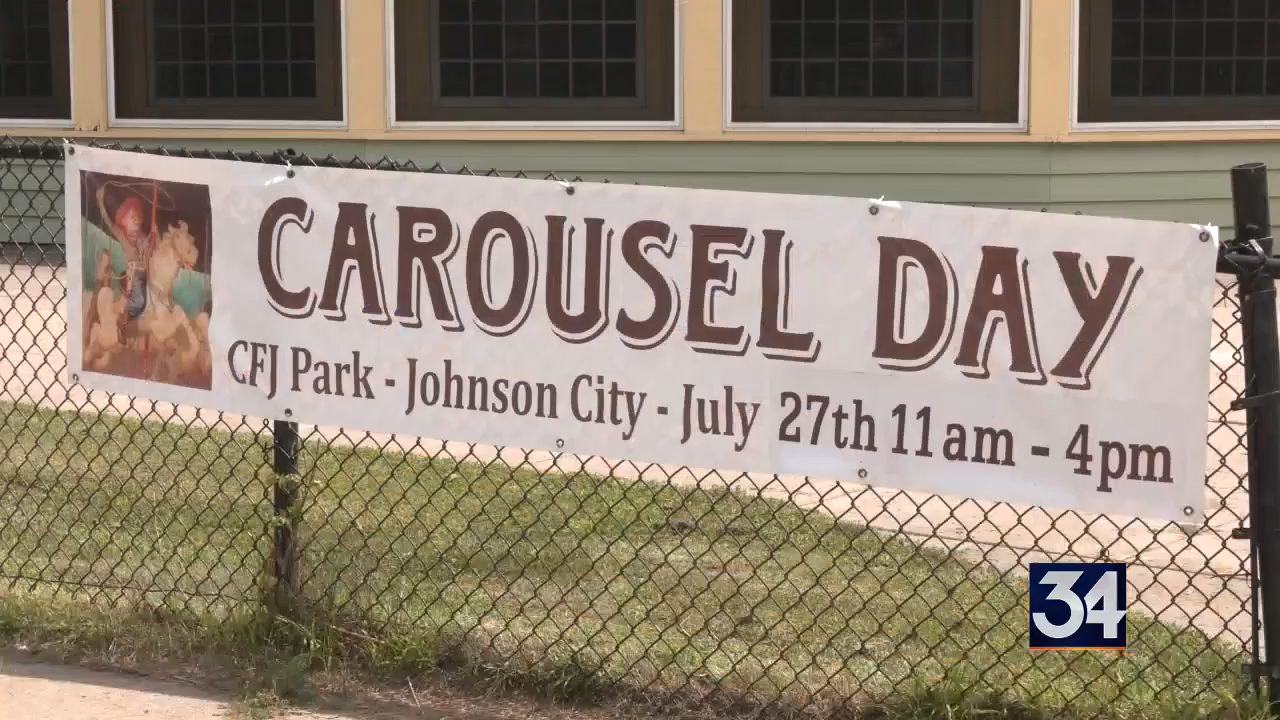 CAROUSEL DAY
CFJ Park - Johnson City - July 27th 11am - 4pm
34